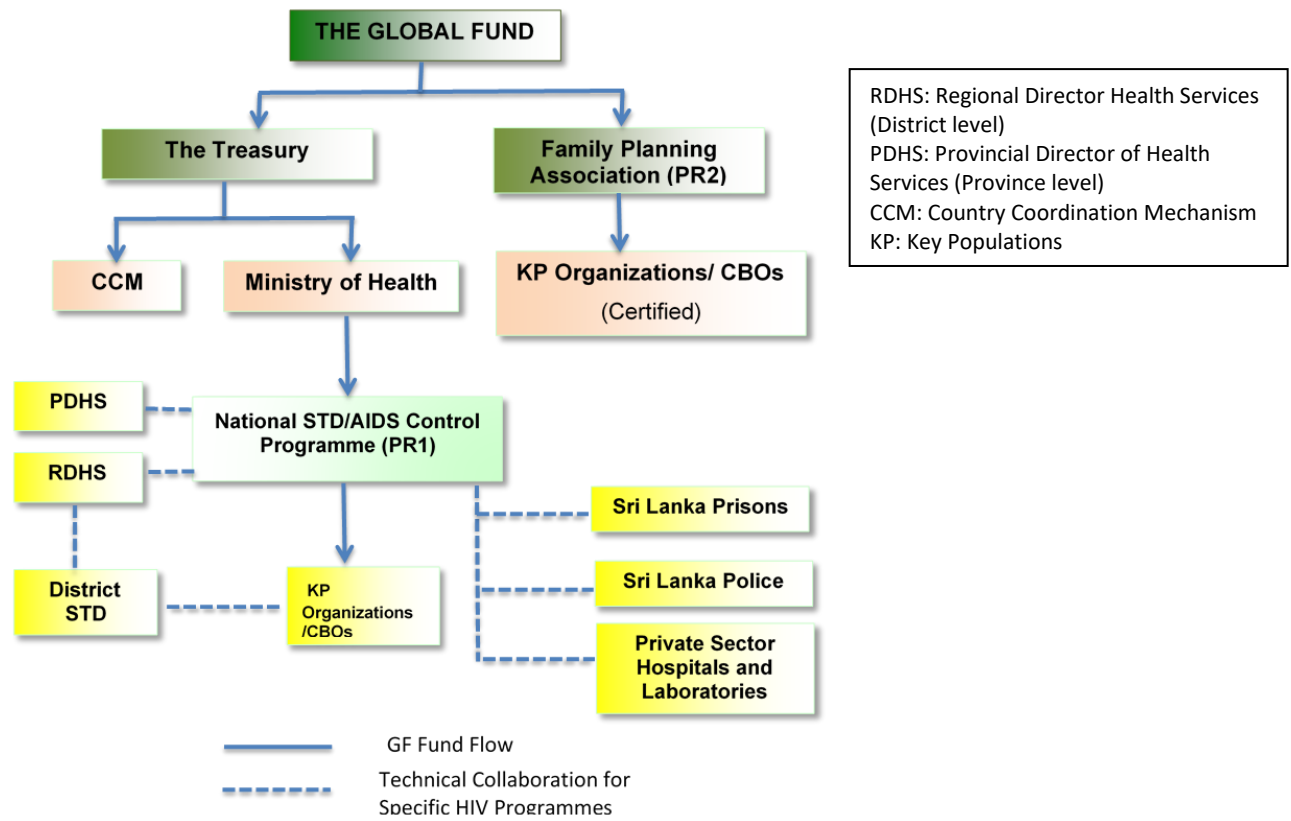 THE GLOBAL FUND
RDHS: Regional Director Health Services
(District level)
PDHS: Provincial Director of Health
Services (Province level)
CCM: Country Coordination Mechanism
KP: Key Populations
The Treasury
Family Planning
Association (PR2)
CCM
Ministry of Health
KP Organizations/ CBOs
(Certified)
PDHS
National STD/AIDS Control
Programme (PR1)
RDHS
Sri Lanka Prisons
District
STD
KP
Organizations
/CBOs
Sri Lanka Police
Private Sector
Hospitals and
Laboratories
GF Fund Flow
Technical Collaboration for
Specific HIV Programmes